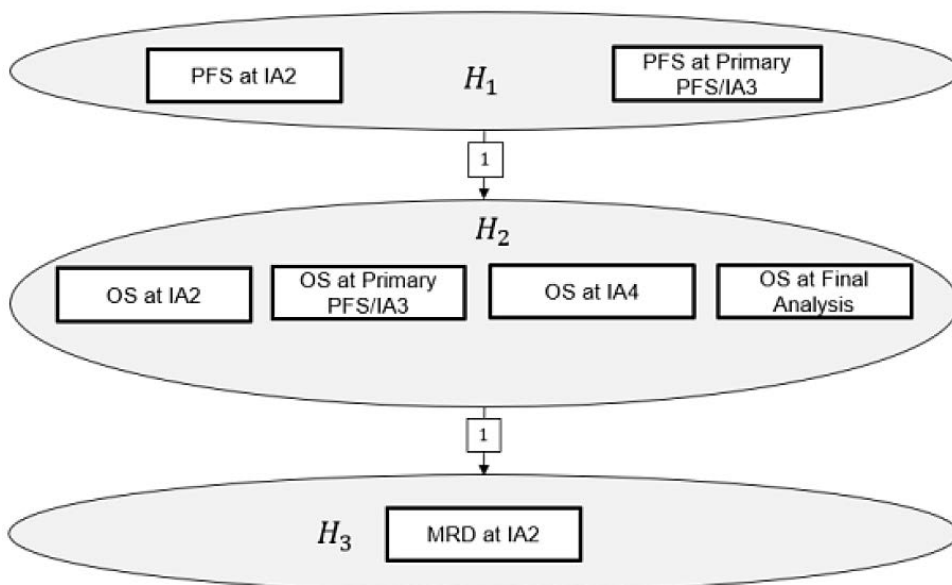 PFS at IA2
H₁
PFS at Primary
PFS/IA3
1
H₂
OS at IA2
OS at Primary
PFS/IA3
OS at IA4
OS at Final
Analysis
1
H₃
MRD at IA2